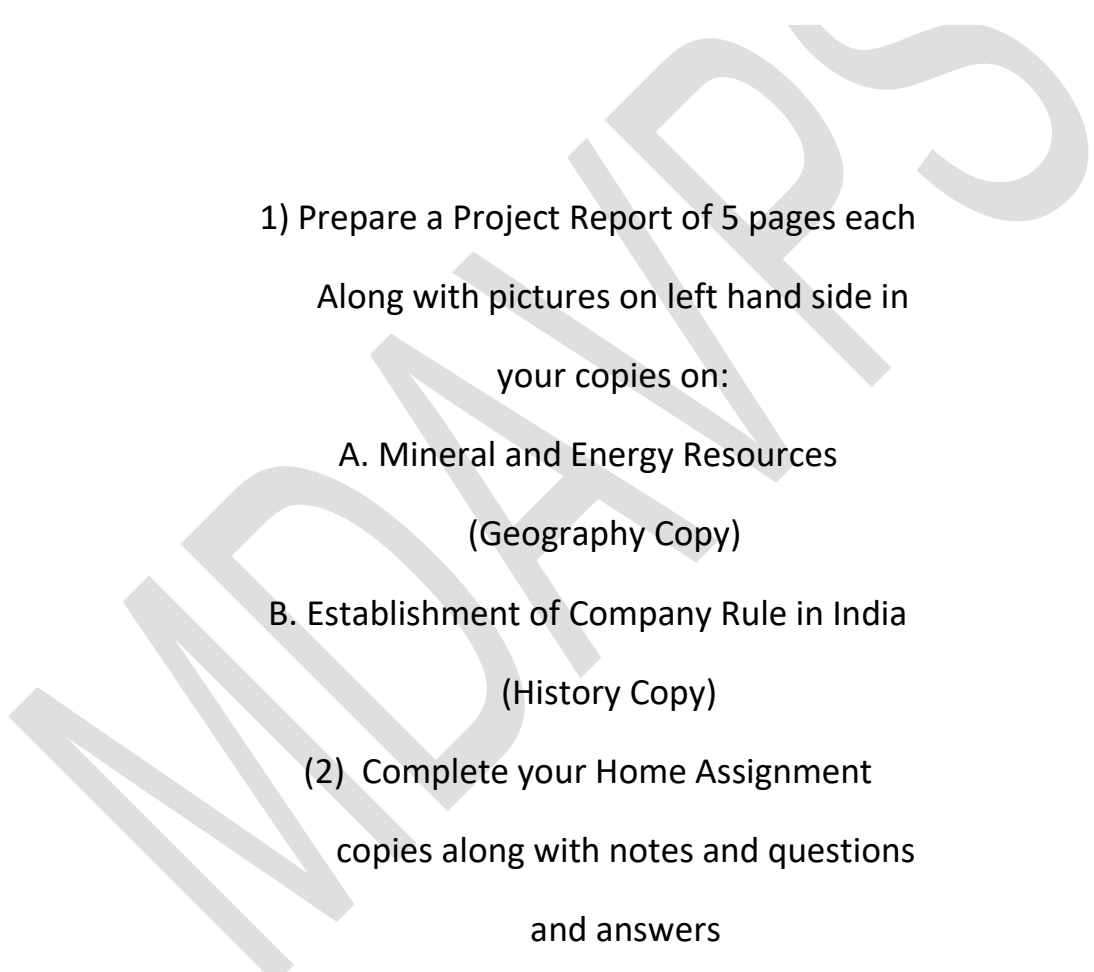 1) Prepare a Project Report of 5 pages each
Along with pictures on left hand side in
your copies on:
A. Mineral and Energy Resources
(Geography Copy)
B. Establishment of Company Rule in India
(History Copy)
(2) Complete your Home Assignment
copies along with notes and questions
and answers
MDAVPS